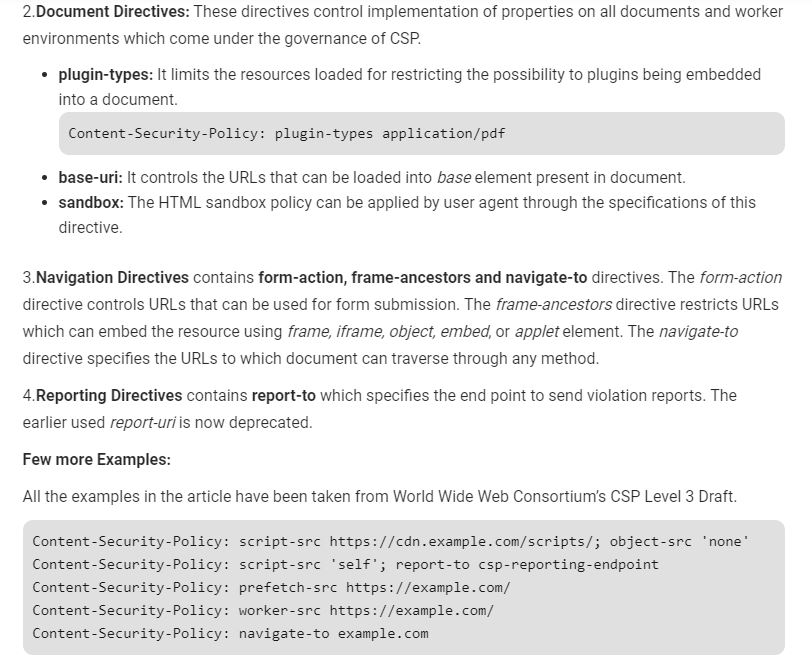 2.Document Directives: These directives control implementation of properties on all documents and worker
environments which come under the governance of CSP.
• plugin-types: It limits the resources loaded for restricting the possibility to plugins being embedded
into a document.
Content-Security-Policy: plugin-types application/pdf
• base-uri: It controls the URLs that can be loaded into base element present in document.
• sandbox: The HTML sandbox policy can be applied by user agent through the specifications of this
directive.
3.Navigation Directives contains form-action, frame-ancestors and navigate-to directives. The form-action
directive controls URLs that can be used for form submission. The frame-ancestors directive restricts URLs
which can embed the resource using frame, iframe, object, embed, or applet element. The navigate-to
directive specifies the URLs to which document can traverse through any method.
4.Reporting Directives contains report-to which specifies the end point to send violation reports. The
earlier used report-uri is now deprecated.
Few more Examples:
All the examples in the article have been taken from World Wide Web Consortium’s CSP Level 3 Draft.
Content-Security-Policy: script-src https://cdn.example.com/scripts/; object-src 'none'
Content-Security-Policy: script-src 'self'; report-to csp-reporting-endpoint
Content-Security-Policy: prefetch-src https://example.com/
Content-Security-Policy: worker-src https://example.com/
Content-Security-Policy: navigate-to example.com